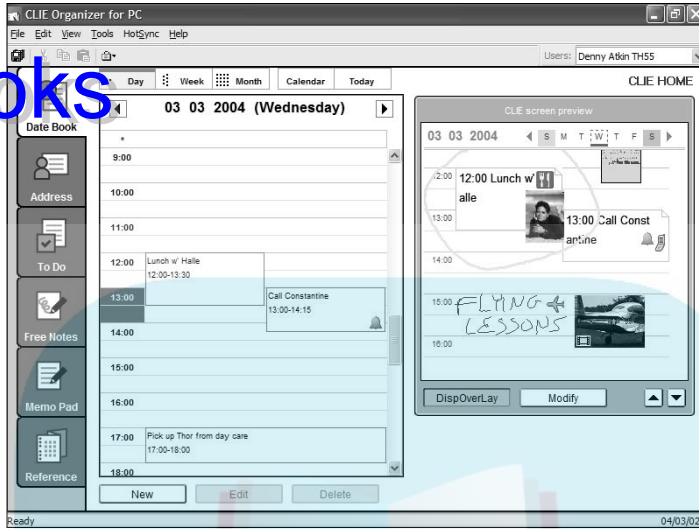 CLIE Organizer for PC
File Edit View Tools HotSync Help
Users: Denny Atkin TH55
oks
Day Week Month Calendar Today
CLIE HOME
Date Book
Address
To Do
Free Notes
Memo Pad
Reference
03 03 2004 (Wednesday)
9:00
10:00
11:00
12:00 Lunch w' Halle
12:00-13:30
13:00 Call Constantine
13:00-14:15
14:00
15:00
16:00
17:00 Pick up Thor from day care
17:00-18:00
18:00
New Edit Delete
CLIE screen preview
03 03 2004 S M T W T F S
12:00 Lunch w'
alle
13:00
13:00 Call Const
antine
14:00
15:00
FLYING
LESSONS
16:00
DispOverLay Modify
Ready
04/03/02